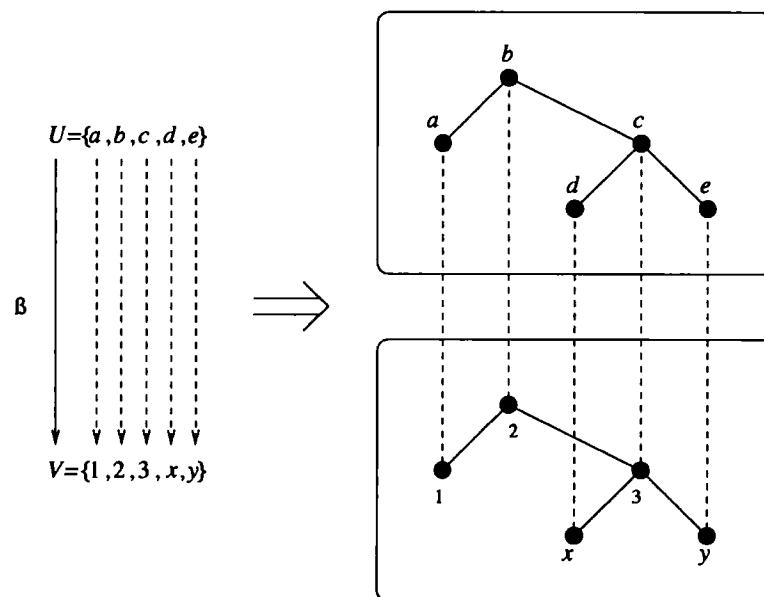 b
a
c
U={a,b,c,d,e}
d
e
ß
2
1
3
V={1,2,3,x,y}
x
y